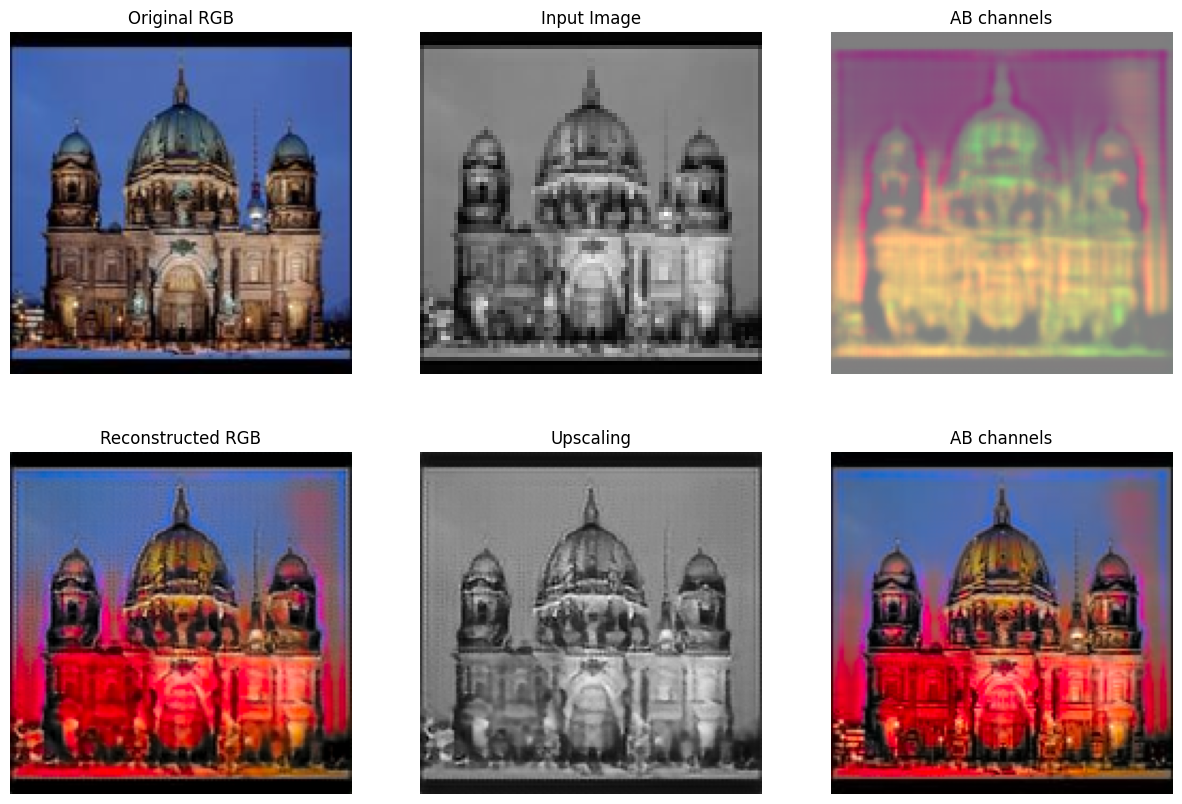 Original RGB
Input Image
AB channels
Reconstructed RGB
Upscaling
AB channels